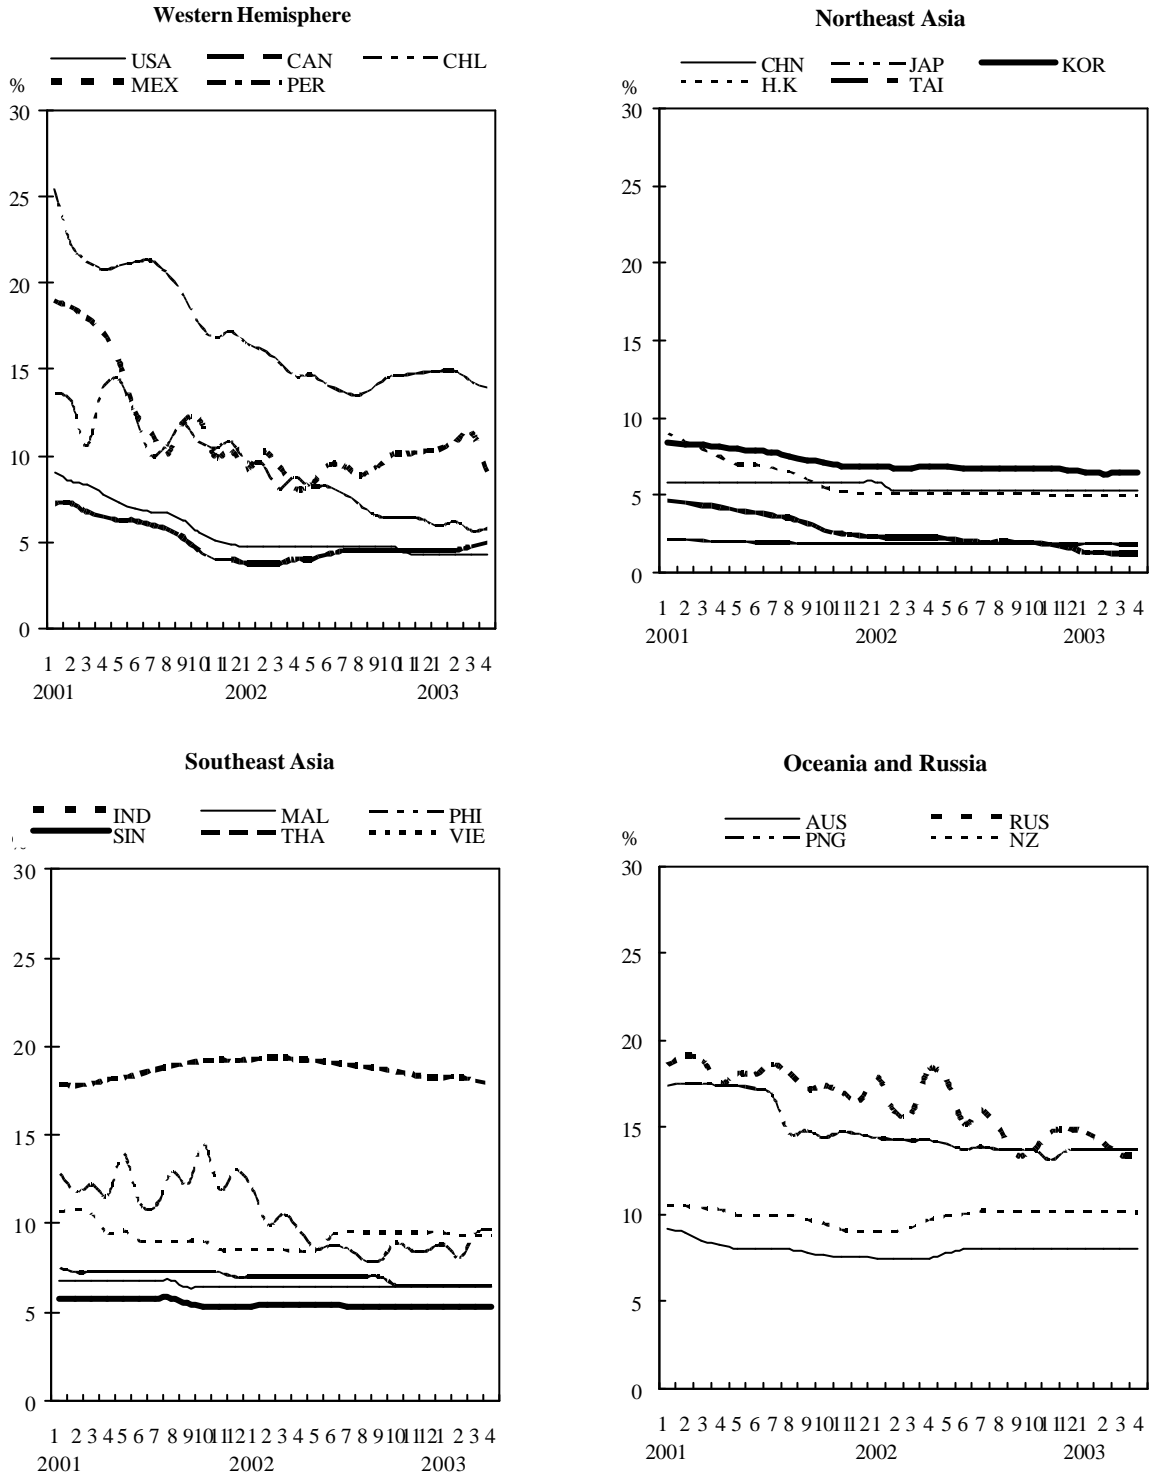 Western Hemisphere
USA CAN CHL
MEX PER
%
30
25
20
15
10
5
0
1 2 3 4 5 6 7 8 9 10 11 12 1 2 3 4 5 6 7 8 9 10 11 12 1 2 3 4
2001 2002 2003
Northeast Asia
CHN JAP KOR
H.K TAI
%
30
25
20
15
10
5
0
1 2 3 4 5 6 7 8 9 10 11 12 1 2 3 4 5 6 7 8 9 10 11 12 1 2 3 4
2001 2002 2003
Southeast Asia
IND MAL PHI
SIN THA VIE
30
25
20
15
10
5
0
1 2 3 4 5 6 7 8 9 10 11 12 1 2 3 4 5 6 7 8 9 10 11 12 1 2 3 4
2001 2002 2003
Oceania and Russia
AUS RUS
PNG NZ
%
30
25
20
15
10
5
0
1 2 3 4 5 6 7 8 9 10 11 12 1 2 3 4 5 6 7 8 9 10 11 12 1 2 3 4
2001 2002 2003